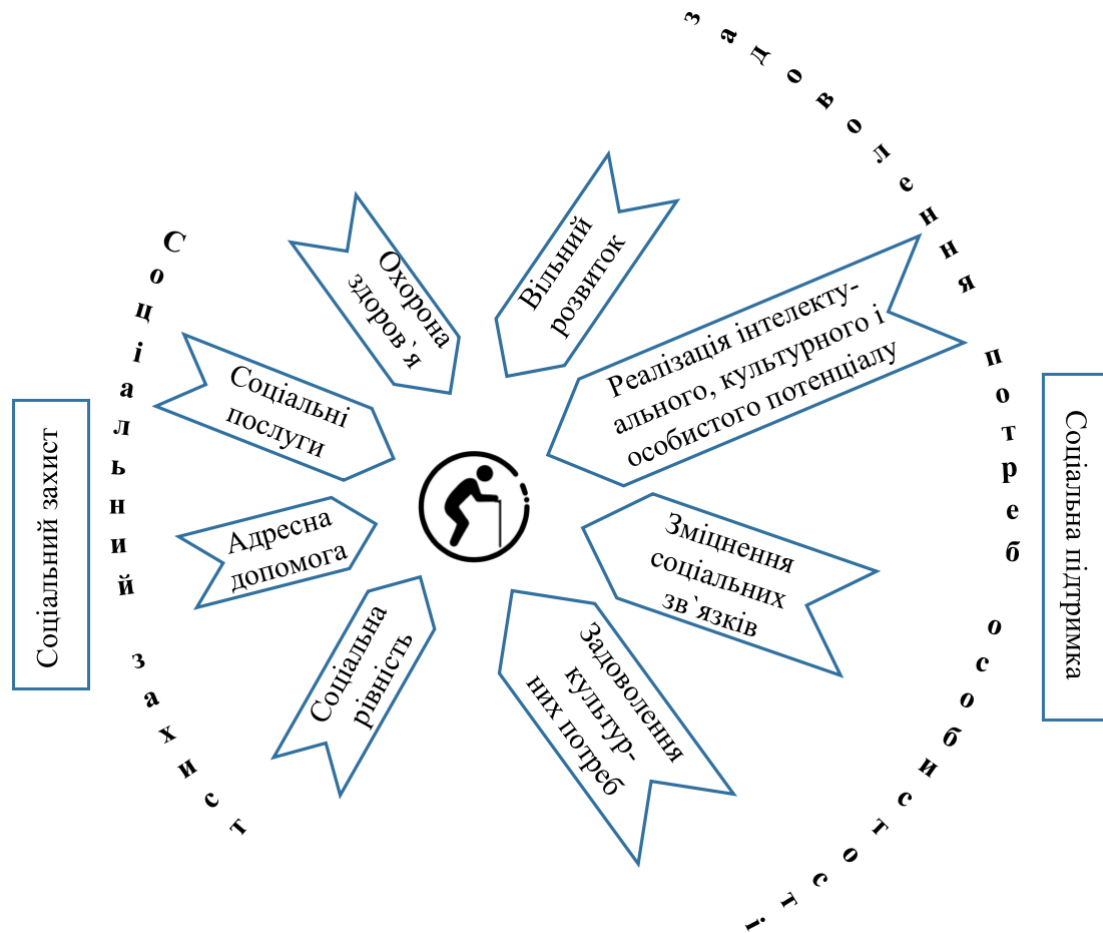 Соціальний захист
Соціальний захист
Охорона
здоров`я
Соціальні
послуги
Адресна
допомога
Соціальна
рівність
Вільний
розвиток
Реалізація інтелекту-
ального, культурного і
особистого потенціалу
Зміцнення
соціальних
зв`язків
Задоволення
культур-
них потреб
задоволення потреб особистості
Соціальна підтримка